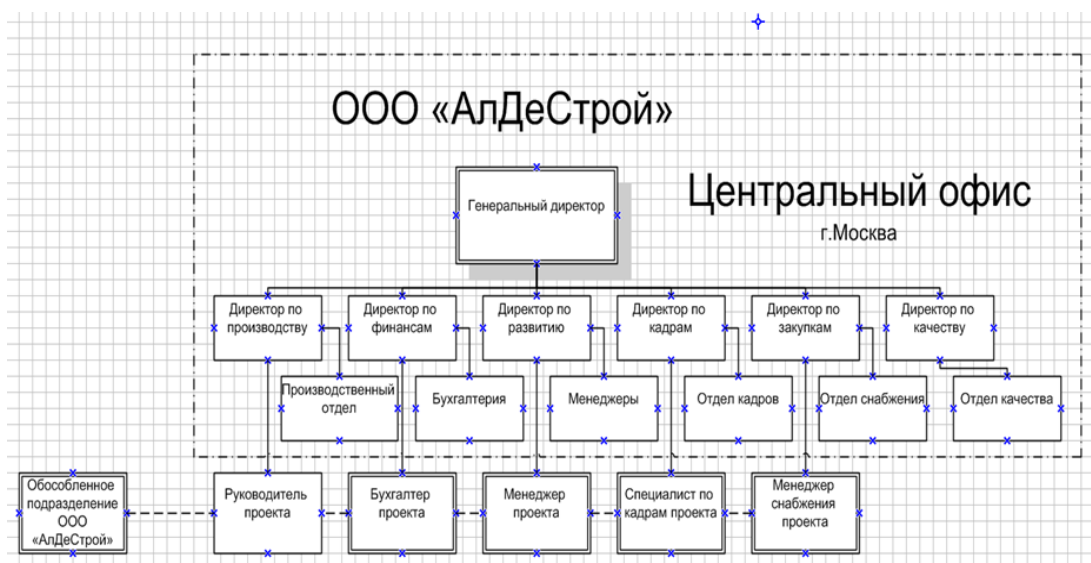 ООО «АлДеСтрой»
Центральный офис
г.Москва
Генеральный директор
Директор по
производству
Директор по
финансам
Директор по
развитию
Директор по
кадрам
Директор по
закупкам
Директор по
качеству
Производственный
отдел
Бухгалтерия
Менеджеры
Отдел кадров
Отдел снабжения
Отдел качества
Обособленное
подразделение
ООО
«АлДеСтрой»
Руководитель
проекта
Бухгалтер
проекта
Менеджер
проекта
Специалист по
кадрам проекта
Менеджер
снабжения
проекта